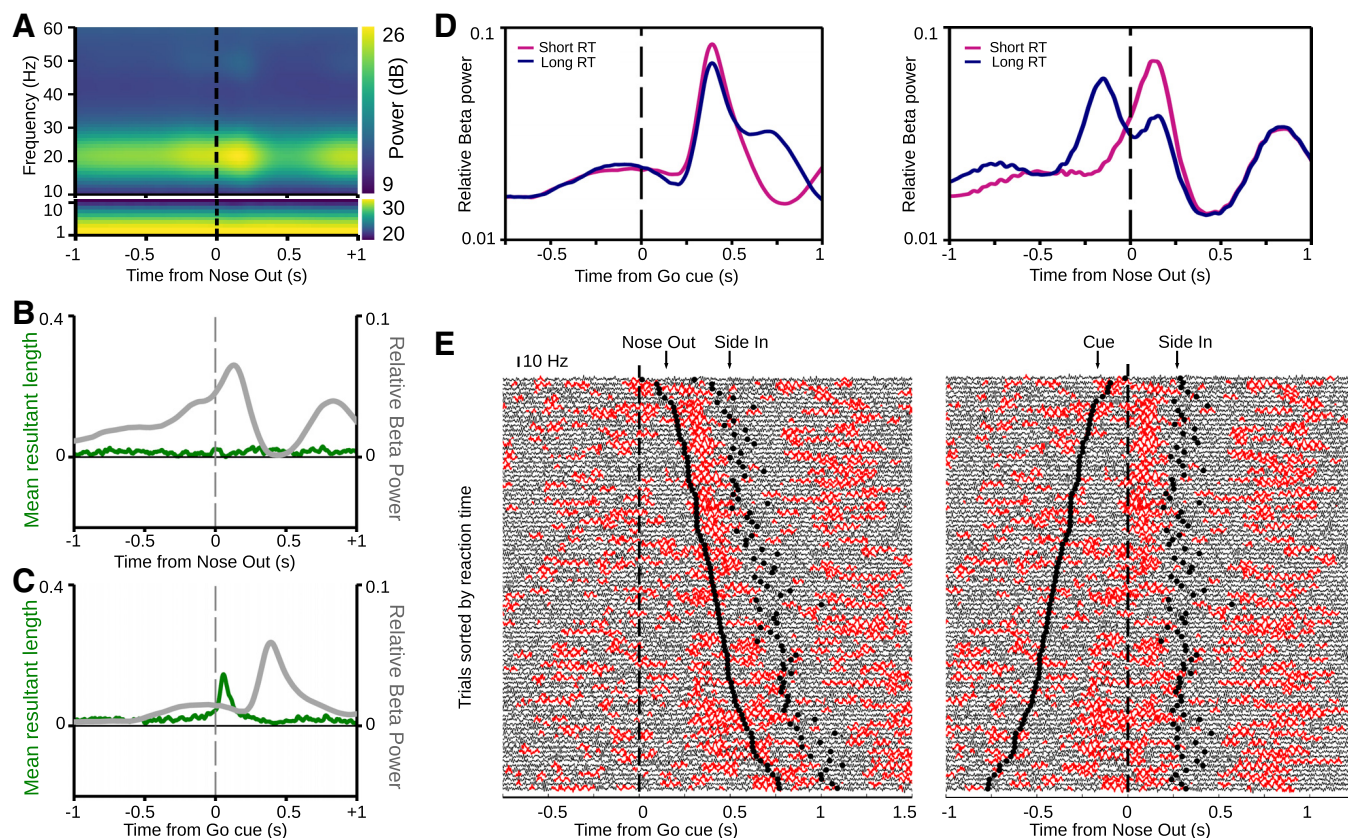 A
60
50
40
30
20
10
10
1
Frequency (Hz)
26
9
30
20
Power (dB)
-1 -0.5 0 0.5 +1
Time from Nose Out (s)
B
0.4
0
0.1
0
Mean resultant length
Relative Beta Power
-1 -0.5 0 0.5 +1
Time from Nose Out (s)
C
0.4
0
0.1
0
Mean resultant length
Relative Beta Power
-1 -0.5 0 0.5 +1
Time from Go cue (s)
D
0.1
0.01
Relative Beta power
Short RT
Long RT
-0.5 0 0.5 1
Time from Go cue (s)
0.1
0.01
Relative Beta power
Short RT
Long RT
-1 -0.5 0 0.5 1
Time from Nose Out (s)
E
10 Hz
Nose Out Side In
Trials sorted by reaction time
-0.5 0 0.5 1 1.5
Time from Go cue (s)
Cue Side In
-1 -0.5 0 0.5 1
Time from Nose Out (s)